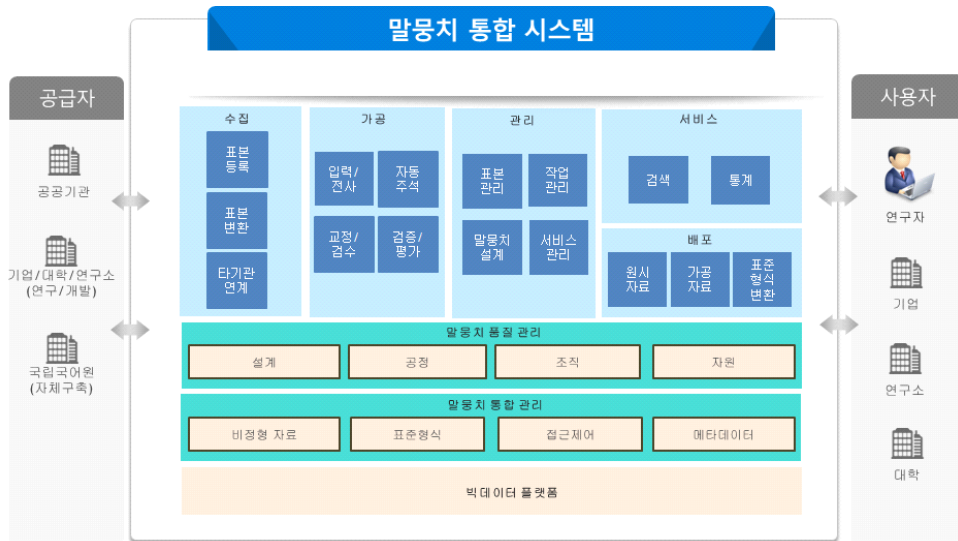 말뭉치 통합 시스템
공급자
공공기관
기업/대학/연구소
(연구/개발)
국립국어원
(자체구축)
수집
표본
등록
표본
변환
타기관
연계
가공
입력/
전사
자동
주석
교정/
검수
검증/
평가
관리
표본
관리
작업
관리
말뭉치
설계
서비스
관리
서비스
검색
통계
배포
원시
자료
가공
자료
표준
형식
변환
말뭉치 품질 관리
설계
공정
조직
자원
말뭉치 통합 관리
비정형 자료
표준형식
접근제어
메타데이터
빅데이터 플랫폼
사용자
연구자
기업
연구소
대학